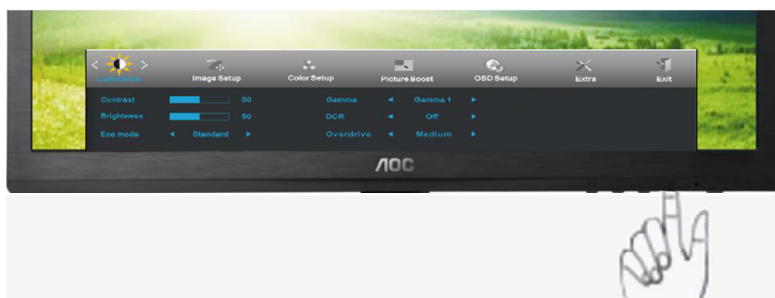 < >
Luminance Image Setup Color Setup Picture Boost OSD Setup Extra Exit
Contrast 50 Gamma Gamma 1
Brightness 50 DCR Off
Eco mode Standard Overdrive Medium
AOC